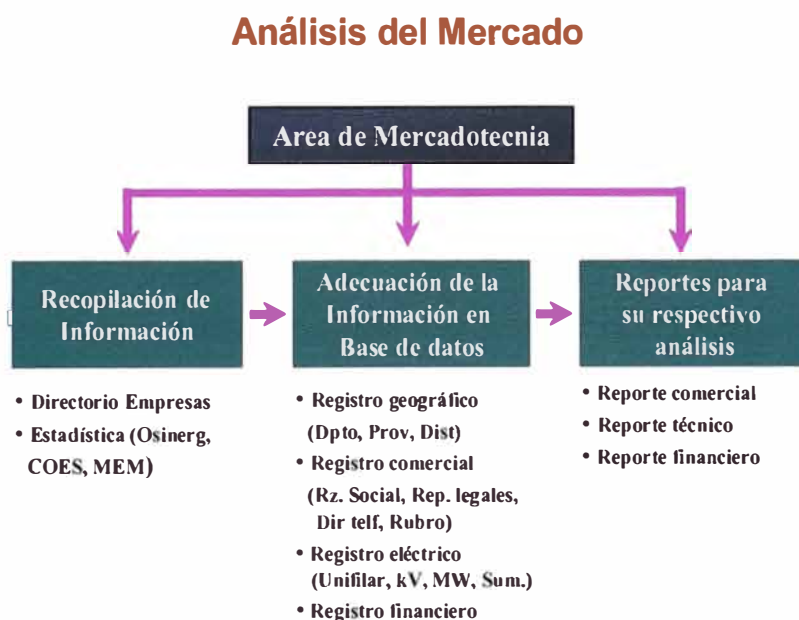 Análisis del Mercado
Area de Mercadotecnia
Recopilación de
Información
Adecuación de la
Información en
Base de datos
Reportes para
su respectivo
análisis
• Directorio Empresas
• Estadística (Osinerg,
COES, MEM)
• Registro geográfico
(Dpto, Prov, Dist)
• Registro comercial
(Rz. Social, Rep. legales,
Dir telf, Rubro)
• Registro eléctrico
(Unifilar, kV, MW, Sum.)
• Registro financiero
• Reporte comercial
• Reporte técnico
• Reporte financiero